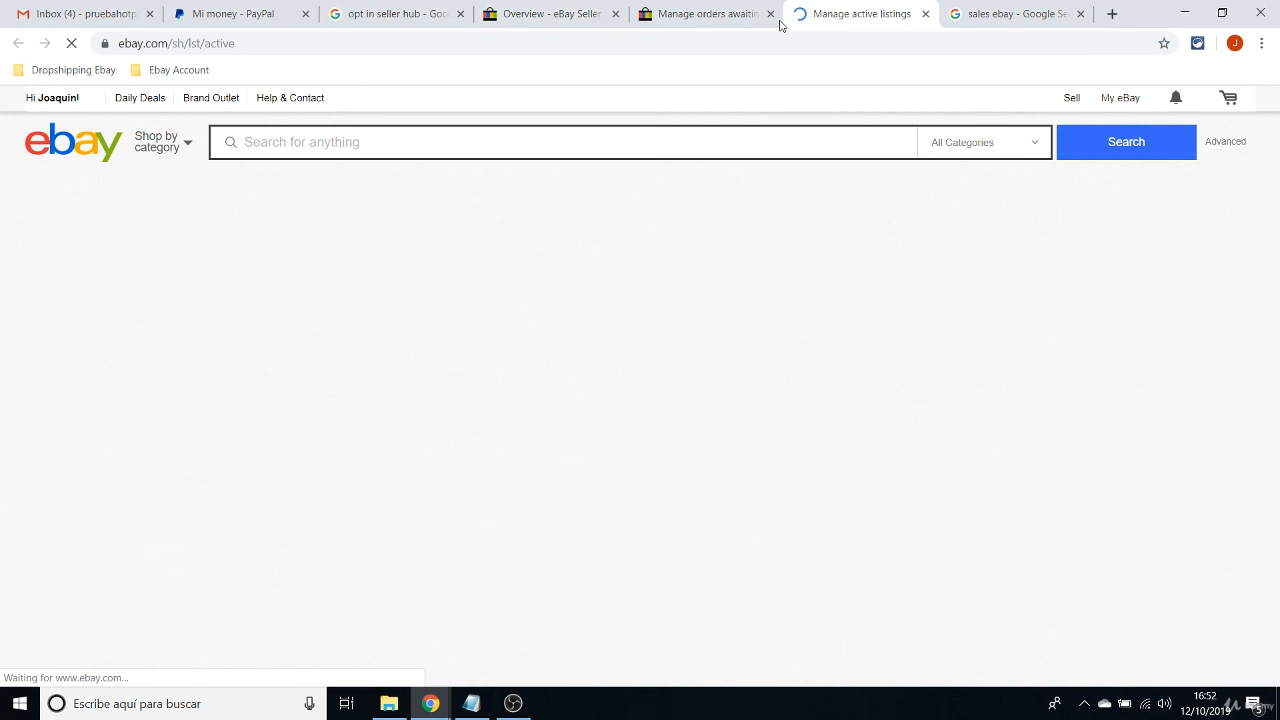 Inbox (4) - pruebahotp
Mi money - PayPal
opt in seller hub - Goo
Overview - eBay Seller
Manage orders awaitin
Manage active listings
sales ebay - Google Se
ebay.com/sh/lst/active
J
Dropshipping Ebay
Ebay Account
Hi Joaquin!
Daily Deals
Brand Outlet
Help & Contact
Sell
My eBay
ebay
Shop by
category
Search for anything
All Categories
Search
Advanced
Waiting for www.ebay.com...
Escribe aquí para buscar
16:52
12/10/2019
5